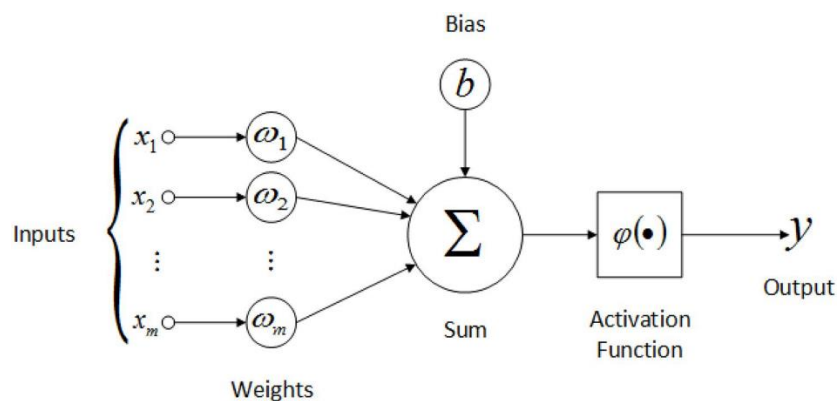 Bias
b
x₁ ω₁
x₂ ω₂
Inputs
⋮ ⋮
Σ
φ(•)
y
xₘ ωₘ
Sum
Activation
Function
Output
Weights